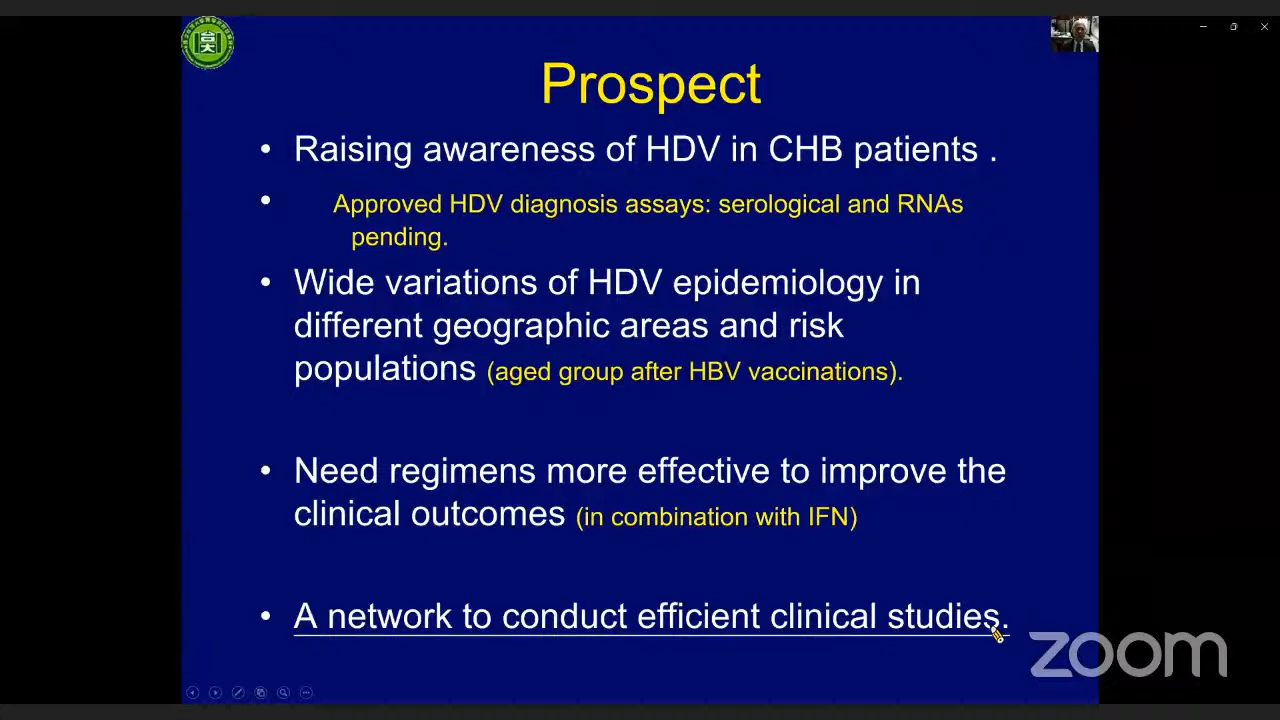 台大
Prospect
• Raising awareness of HDV in CHB patients .
• Approved HDV diagnosis assays: serological and RNAs
pending.
• Wide variations of HDV epidemiology in
different geographic areas and risk
populations (aged group after HBV vaccinations).
• Need regimens more effective to improve the
clinical outcomes (in combination with IFN)
• A network to conduct efficient clinical studies.
zoom